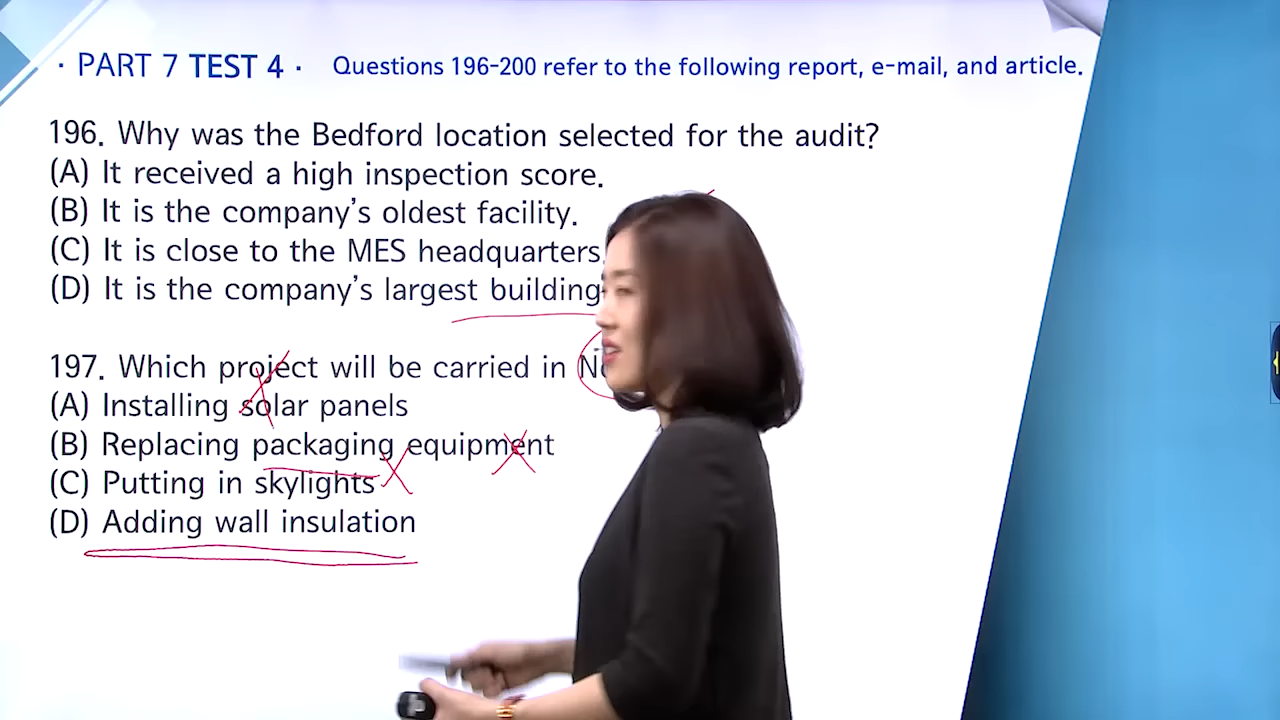 · PART 7 TEST 4 · Questions 196-200 refer to the following report, e-mail, and article.
196. Why was the Bedford location selected for the audit?
(A) It received a high inspection score.
(B) It is the company's oldest facility.
(C) It is close to the MES headquarters.
(D) It is the company's largest building
197. Which project will be carried in
(A) Installing solar panels
(B) Replacing packaging equipment
(C) Putting in skylights
(D) Adding wall insulation